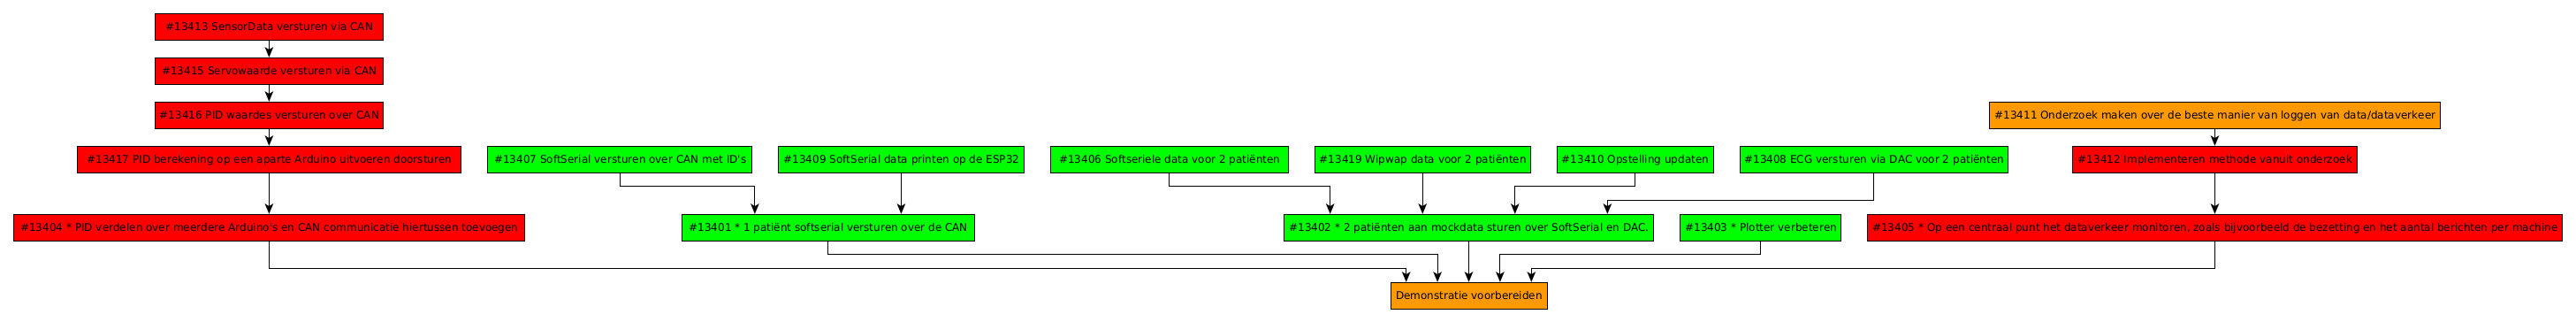 #13413 SensorData versturen via CAN
#13415 Servowaarde versturen via CAN
#13416 PID waardes versturen over CAN
#13411 Onderzoek maken over de beste manier van loggen van data/dataverkeer
#13417 PID berekening op een aparte Arduino uitvoeren doorsturen
#13407 SoftSerial versturen over CAN met ID's
#13409 SoftSerial data printen op de ESP32
#13406 Softseriele data voor 2 patiënten
#13419 Wipwap data voor 2 patiënten
#13410 Opstelling updaten
#13408 ECG versturen via DAC voor 2 patiënten
#13412 Implementeren methode vanuit onderzoek
#13404 * PID verdelen over meerdere Arduino's en CAN communicatie hiertussen toevoegen
#13401 * 1 patiënt softserial versturen over de CAN
#13402 * 2 patiënten aan mockdata sturen over SoftSerial en DAC.
#13403 * Plotter verbeteren
#13405 * Op een centraal punt het dataverkeer monitoren, zoals bijvoorbeeld de bezetting en het aantal berichten per machine
Demonstratie voorbereiden